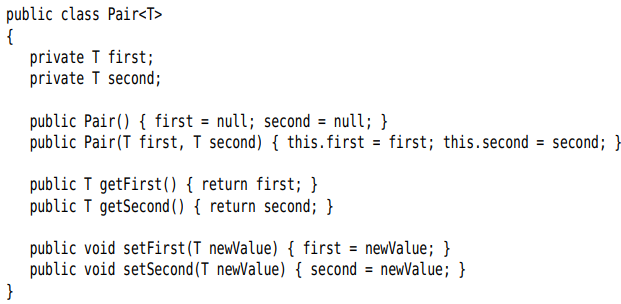 public class Pair<T>
{
   private T first;
   private T second;

   public Pair() { first = null; second = null; }
   public Pair(T first, T second) { this.first = first; this.second = second; }

   public T getFirst() { return first; }
   public T getSecond() { return second; }

   public void setFirst(T newValue) { first = newValue; }
   public void setSecond(T newValue) { second = newValue; }
}